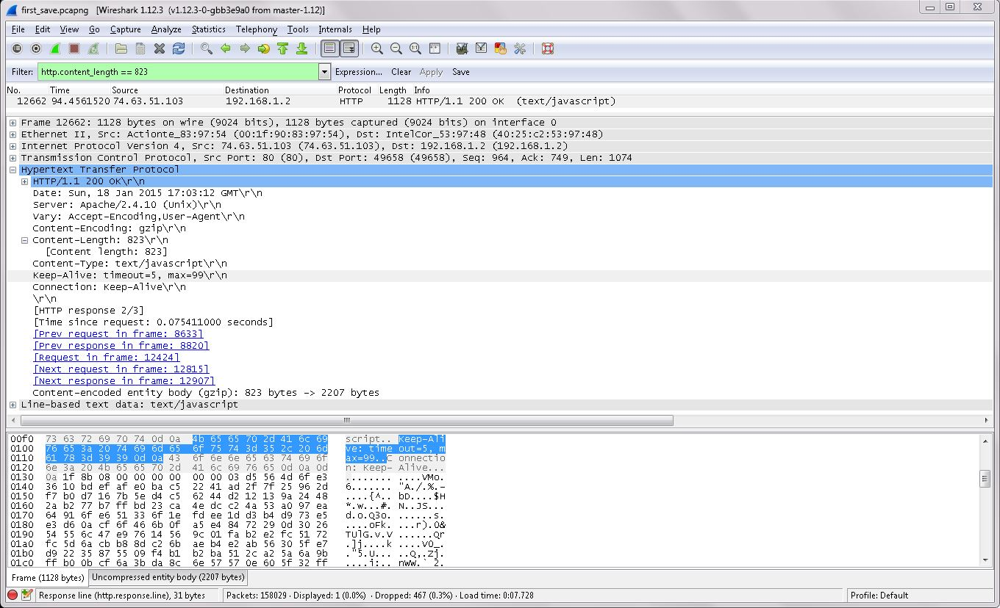 first_save.pcapng [Wireshark 1.12.3 (v1.12.3-0-gbb3e9a0 from master-1.12)]
File Edit View Go Capture Analyze Statistics Telephony Tools Internals Help
Filter: http.content_length == 823 Expression... Clear Apply Save
No. Time Source Destination Protocol Length Info
12662 94.4561520 74.63.51.103 192.168.1.2 HTTP 1128 HTTP/1.1 200 OK (text/javascript)
Frame 12662: 1128 bytes on wire (9024 bits), 1128 bytes captured (9024 bits) on interface 0
Ethernet II, Src: Actionte_83:97:54 (00:1f:90:83:97:54), Dst: IntelCor_53:97:48 (40:25:c2:53:97:48)
Internet Protocol Version 4, Src: 74.63.51.103 (74.63.51.103), Dst: 192.168.1.2 (192.168.1.2)
Transmission Control Protocol, Src Port: 80 (80), Dst Port: 49658 (49658), Seq: 964, Ack: 749, Len: 1074
Hypertext Transfer Protocol
HTTP/1.1 200 OK\r\n
Date: Sun, 18 Jan 2015 17:03:12 GMT\r\n
Server: Apache/2.4.10 (Unix)\r\n
Vary: Accept-Encoding,User-Agent\r\n
Content-Encoding: gzip\r\n
Content-Length: 823\r\n
[Content length: 823]
Content-Type: text/javascript\r\n
Keep-Alive: timeout=5, max=99\r\n
Connection: Keep-Alive\r\n
\r\n
[HTTP response 2/3]
[Time since request: 0.075411000 seconds]
[Prev request in frame: 8633]
[Prev response in frame: 8820]
[Request in frame: 12424]
[Next request in frame: 12815]
[Next response in frame: 12907]
Content-encoded entity body (gzip): 823 bytes -> 2207 bytes
Line-based text data: text/javascript
00f0 73 63 72 69 70 74 0d 0a 4b 65 65 70 2d 41 6c 69 script.. Keep-Ali
0100 76 65 3a 20 74 69 6d 65 6f 75 74 3d 35 2c 20 6d ve: time out=5, m
0110 61 78 3d 39 39 0d 0a 43 6f 6e 6e 65 63 74 69 6f ax=99..C onnectio
0120 6e 3a 20 4b 65 65 70 2d 41 6c 69 76 65 0d 0a 0d n: Keep- Alive...
0130 0a 1f 8b 08 00 00 00 00 00 00 03 d5 56 4d 6f e3 ........ ....VMo.
0140 36 10 bd ef af e0 ba c5 22 41 ad 2f 7f 25 96 2d 6....... "A./.%.-
0150 f7 b0 d7 16 7b 5e d4 c5 62 44 d2 12 13 9a 24 48 ....{^.. bD....$H
0160 2a b2 77 b7 ff bd 23 ca 4e dc c2 4a 53 a0 97 ea *.w...#. N..JS...
0170 64 91 6f e6 51 33 6f 1e fd ee 1d d3 b4 d9 73 e5 d.o.Q3o. ......s.
0180 e3 d6 0a cf 6f 46 6b 0f a5 e4 84 72 29 0d 30 26 ....oFk. ...r).0&
0190 54 55 6c 47 e9 76 14 56 9c 01 fa b2 e2 fc 51 72 TUlG.v.V ......Qr
01a0 fc 5d 6a cb b8 8d c2 6b ae b4 e2 ab 56 30 5f e7 .]j....k ....V0_.
01b0 d9 22 35 87 55 09 f4 b1 b2 ba 51 2c a2 5a 6a 9b ."5.U... ..Q,.Zj.
01c0 ff b0 0b cf 6a 3b da 8c 6e 57 57 0e 60 5f 32 ff ....j;.. nWW.`_2.
Frame (1128 bytes) Uncompressed entity body (2207 bytes)
Response line (http.response.line), 31 bytes Packets: 158029 · Displayed: 1 (0.0%) · Dropped: 467 (0.3%) · Load time: 0:07.728 Profile: Default